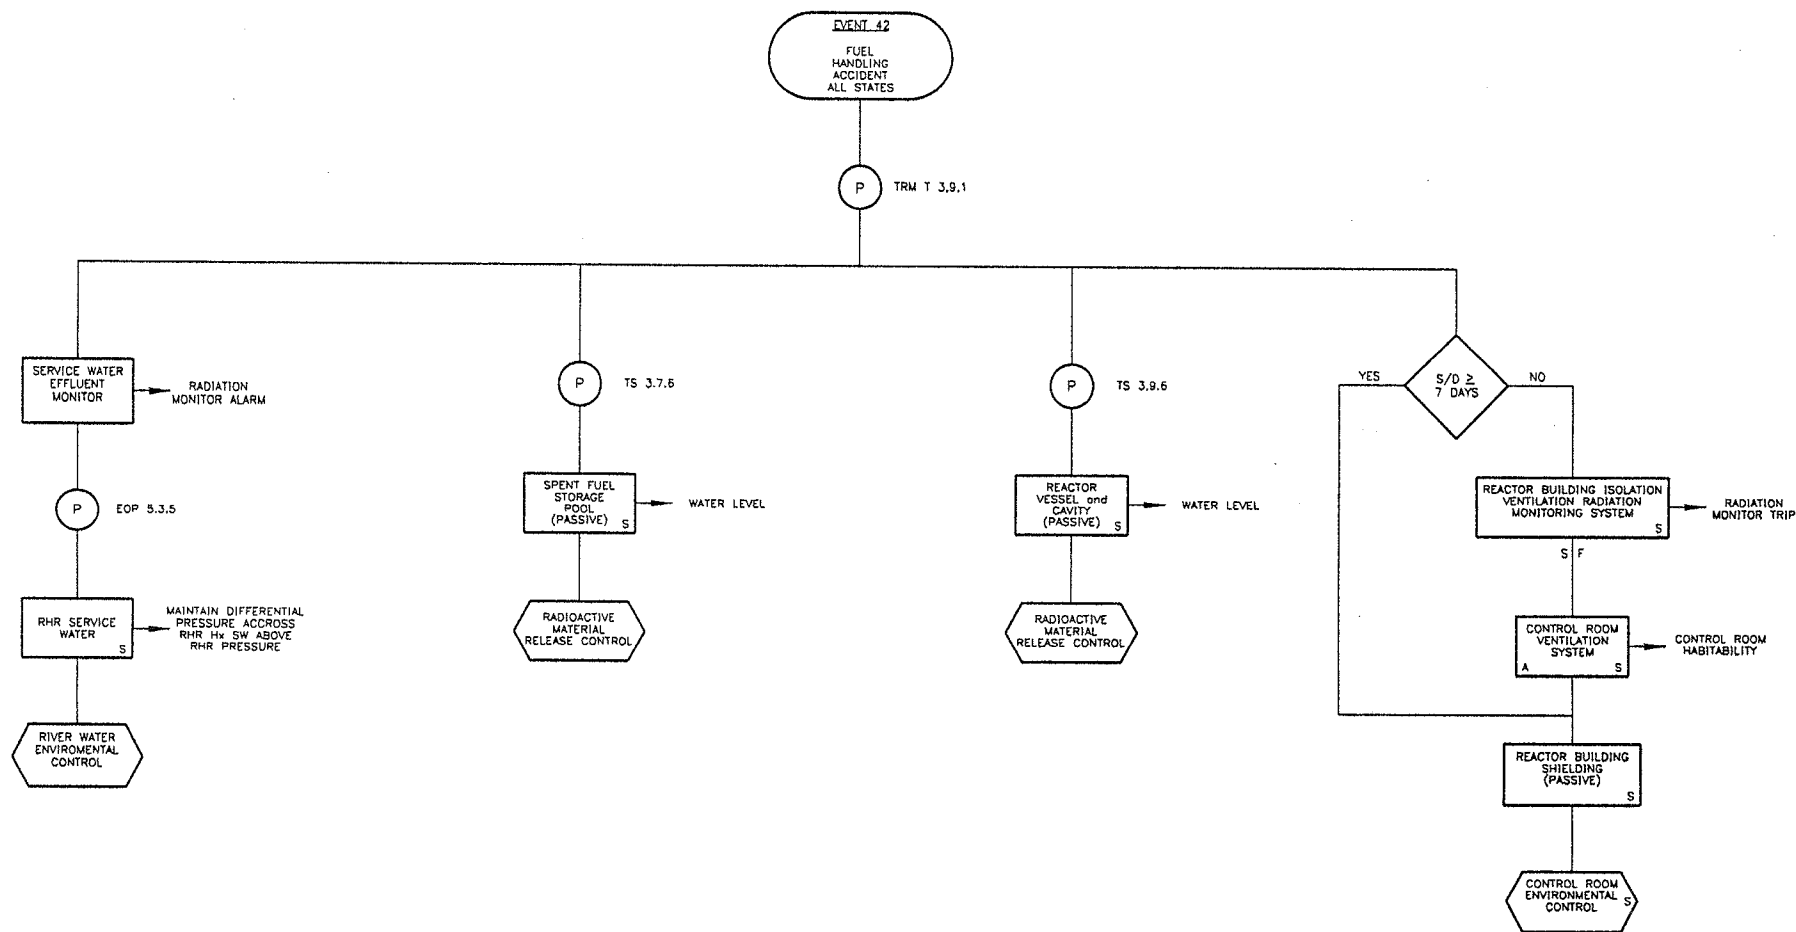 EVENT 42
FUEL
HANDLING
ACCIDENT
ALL STATES
P
TRM T 3.9.1
SERVICE WATER
EFFLUENT
MONITOR
RADIATION
MONITOR ALARM
P
EOP 5.3.5
RHR SERVICE
WATER
S
MAINTAIN DIFFERENTIAL
PRESSURE ACCROSS
RHR Hx SW ABOVE
RHR PRESSURE
RIVER WATER
ENVIROMENTAL
CONTROL
P
TS 3.7.6
SPENT FUEL
STORAGE
POOL
(PASSIVE)
S
WATER LEVEL
RADIOACTIVE
MATERIAL
RELEASE CONTROL
P
TS 3.9.6
REACTOR
VESSEL and
CAVITY
(PASSIVE)
S
WATER LEVEL
RADIOACTIVE
MATERIAL
RELEASE CONTROL
YES
S/D ≥
7 DAYS
NO
REACTOR BUILDING ISOLATION
VENTILATION RADIATION
MONITORING SYSTEM
S
RADIATION
MONITOR TRIP
S F
CONTROL ROOM
VENTILATION
SYSTEM
A S
CONTROL ROOM
HABITABILITY
REACTOR BUILDING
SHIELDING
(PASSIVE)
S
CONTROL ROOM
ENVIRONMENTAL
CONTROL
S